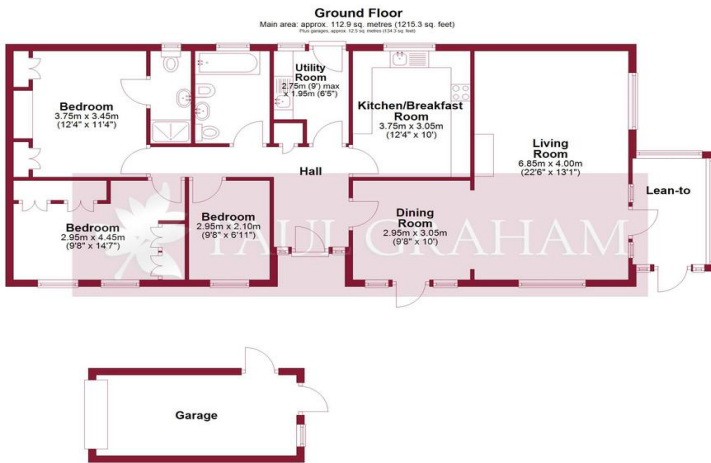 Ground Floor
Main area: approx. 112.9 sq. metres (1215.3 sq. feet)
Plus garages, approx. 12.5 sq. metres (134.3 sq. feet)
Bedroom
3.75m x 3.45m
(12'4" x 11'4")
Utility
Room
2.75m (9') max
x 1.95m (6'5")
Kitchen/Breakfast
Room
3.75m x 3.05m
(12'4" x 10')
Living
Room
6.85m x 4.00m
(22'6" x 13'1")
Hall
Lean-to
Bedroom
2.95m x 4.45m
(9'8" x 14'7")
Bedroom
2.95m x 2.10m
(9'8" x 6'11")
Dining
Room
2.95m x 3.05m
(9'8" x 10')
PAUL GRAHAM
Garage